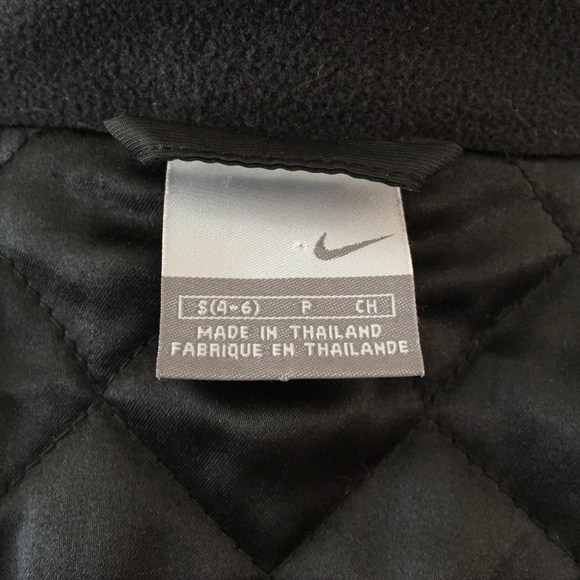 S(4-6) P CH
MADE IN THAILAND
FABRIQUE EN THAILANDE